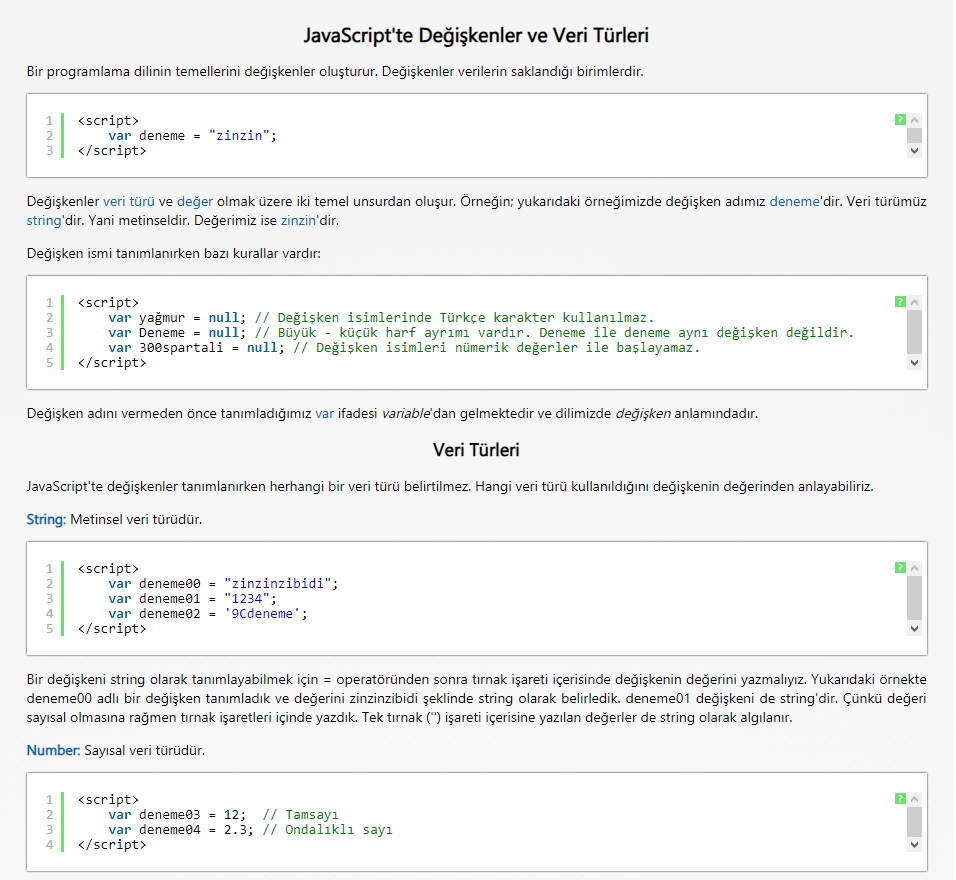 JavaScript'te Değişkenler ve Veri Türleri
Bir programlama dilinin temellerini değişkenler oluşturur. Değişkenler verilerin saklandığı birimlerdir.
1 <script>
2 var deneme = "zinzin";
3 </script>
?
Değişkenler veri türü ve değer olmak üzere iki temel unsurdan oluşur. Örneğin; yukarıdaki örneğimizde değişken adımız deneme'dir. Veri türümüz
string'dir. Yani metinseldir. Değerimiz ise zinzin'dir.
Değişken ismi tanımlanırken bazı kurallar vardır:
1 <script>
2 var yağmur = null; // Değişken isimlerinde Türkçe karakter kullanılmaz.
3 var Deneme = null; // Büyük - küçük harf ayrımı vardır. Deneme ile deneme aynı değişken değildir.
4 var 300spartali = null; // Değişken isimleri nümerik değerler ile başlayamaz.
5 </script>
?
Değişken adını vermeden önce tanımladığımız var ifadesi variable'dan gelmektedir ve dilimizde değişken anlamındadır.
Veri Türleri
JavaScript'te değişkenler tanımlanırken herhangi bir veri türü belirtilmez. Hangi veri türü kullanıldığını değişkenin değerinden anlayabiliriz.
String: Metinsel veri türüdür.
1 <script>
2 var deneme00 = "zinzinzibidi";
3 var deneme01 = "1234";
4 var deneme02 = '9Cdeneme';
5 </script>
?
Bir değişkeni string olarak tanımlayabilmek için = operatöründen sonra tırnak işareti içerisinde değişkenin değerini yazmalıyız. Yukarıdaki örnekte
deneme00 adlı bir değişken tanımladık ve değerini zinzinzibidi şeklinde string olarak belirledik. deneme01 değişkeni de string'dir. Çünkü değeri
sayısal olmasına rağmen tırnak işaretleri içinde yazdık. Tek tırnak ('') işareti içerisine yazılan değerler de string olarak algılanır.
Number: Sayısal veri türüdür.
1 <script>
2 var deneme03 = 12; // Tamsayı
3 var deneme04 = 2.3; // Ondalıklı sayı
4 </script>
?